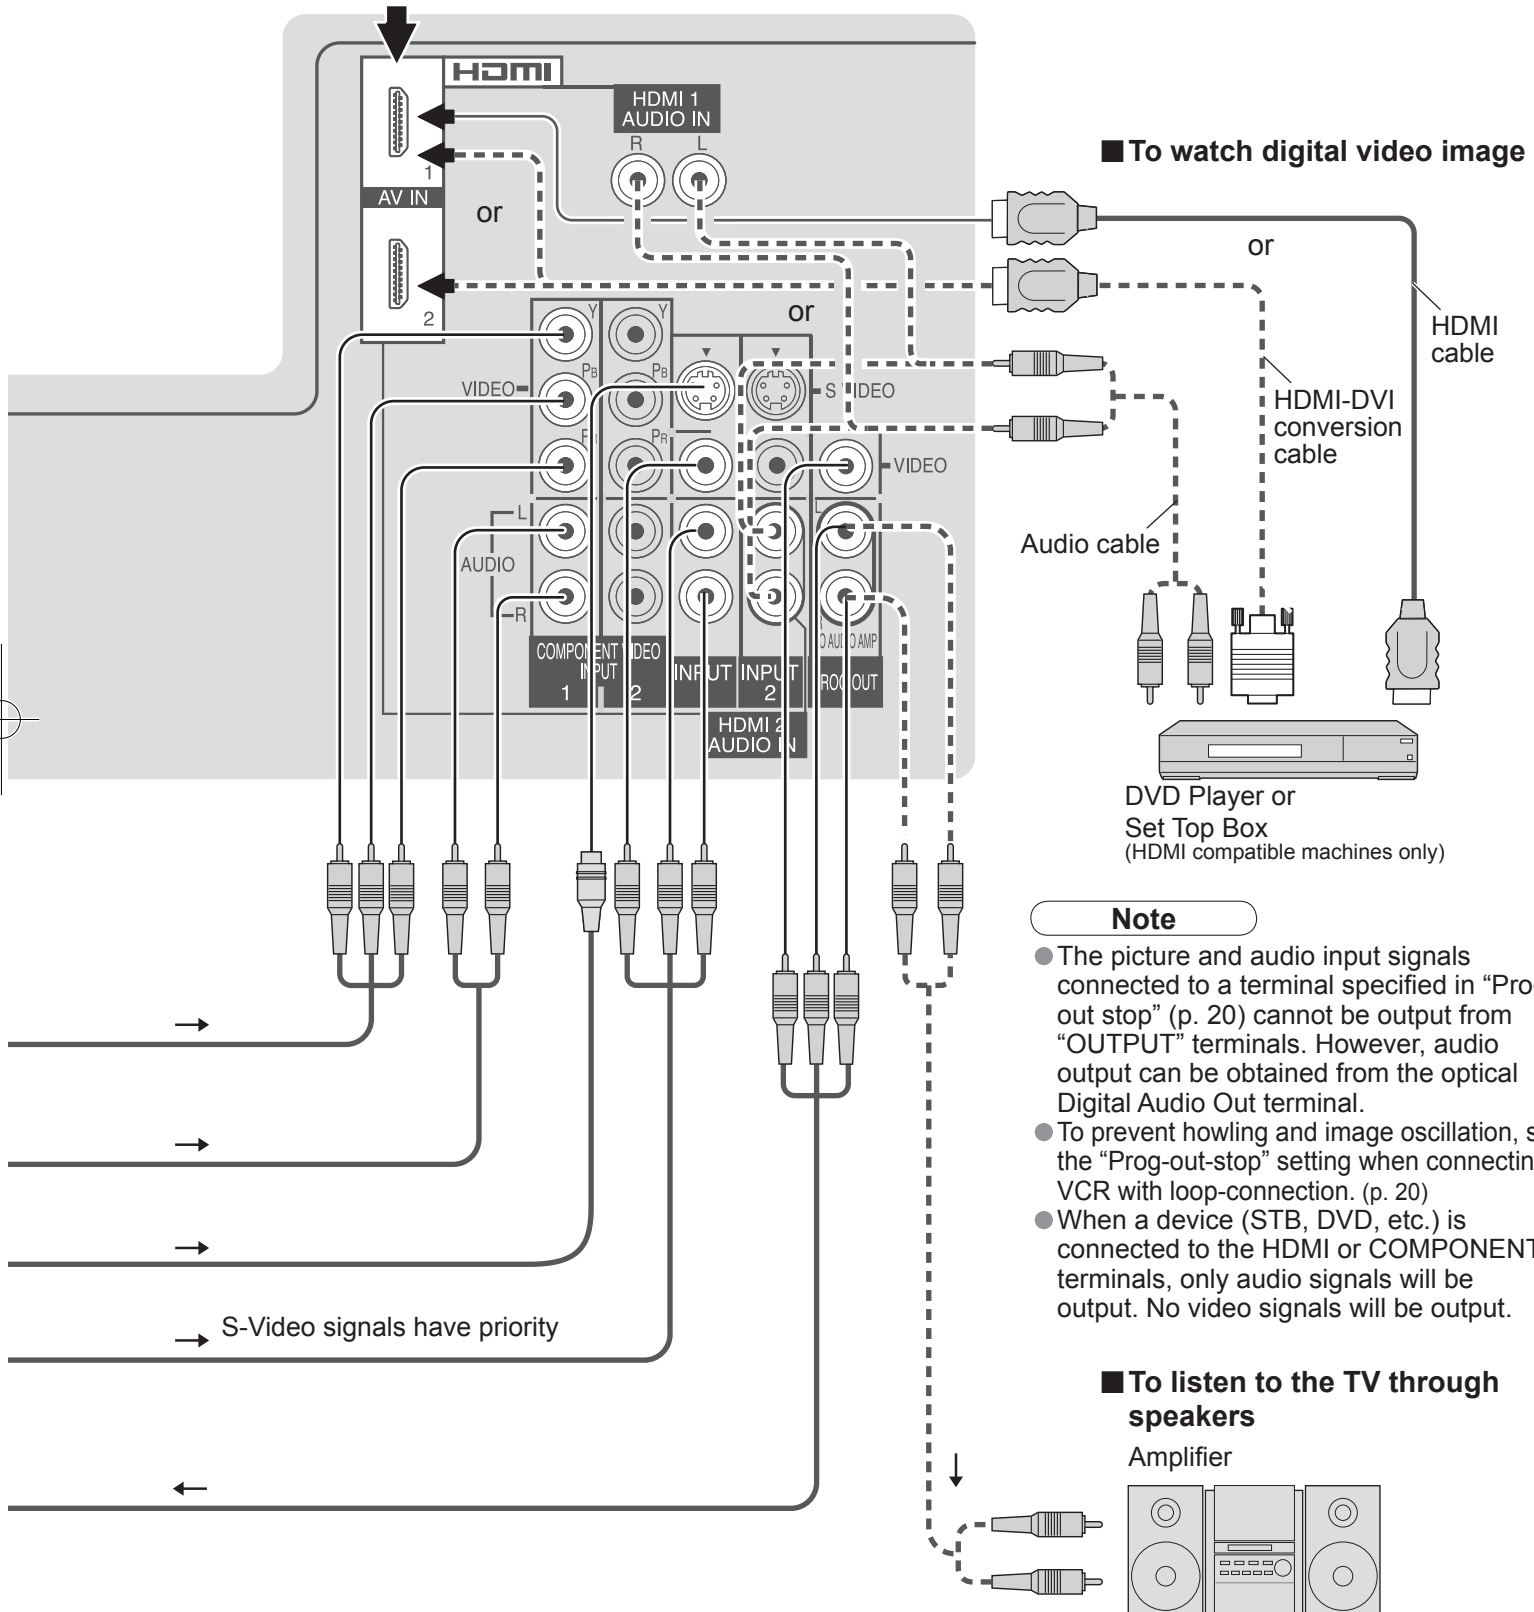 HDMI
HDMI 1
AUDIO IN
R L
1
AV IN
or
2
■ To watch digital video image
or
or
HDMI
cable
HDMI-DVI
conversion
cable
Audio cable
Y Y
VIDEO
PB PB
S VIDEO
PR PR
VIDEO
L
AUDIO
R
L
R
TO AUDIO AMP
COMPONENT VIDEO
INPUT
1 2
INPUT
INPUT
2
PROG OUT
HDMI 2
AUDIO IN
DVD Player or
Set Top Box
(HDMI compatible machines only)
Note
● The picture and audio input signals
connected to a terminal specified in “Pro
out stop” (p. 20) cannot be output from
“OUTPUT” terminals. However, audio
output can be obtained from the optical
Digital Audio Out terminal.
● To prevent howling and image oscillation, s
the “Prog-out-stop” setting when connectin
VCR with loop-connection. (p. 20)
● When a device (STB, DVD, etc.) is
connected to the HDMI or COMPONENT
terminals, only audio signals will be
output. No video signals will be output.
S-Video signals have priority
■ To listen to the TV through
speakers
Amplifier